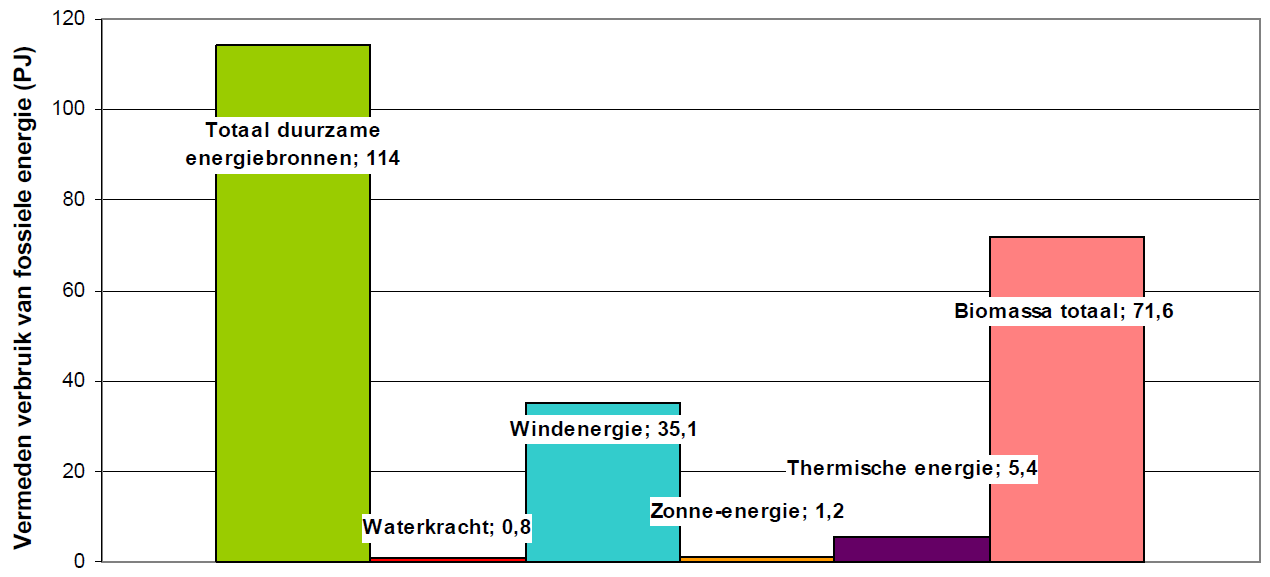 Vermeden verbruik van fossiele energie (PJ)
120
100
80
60
40
20
0
Totaal duurzame
energiebronnen; 114
Waterkracht; 0,8
Windenergie; 35,1
Zonne-energie; 1,2
Thermische energie; 5,4
Biomassa totaal; 71,6